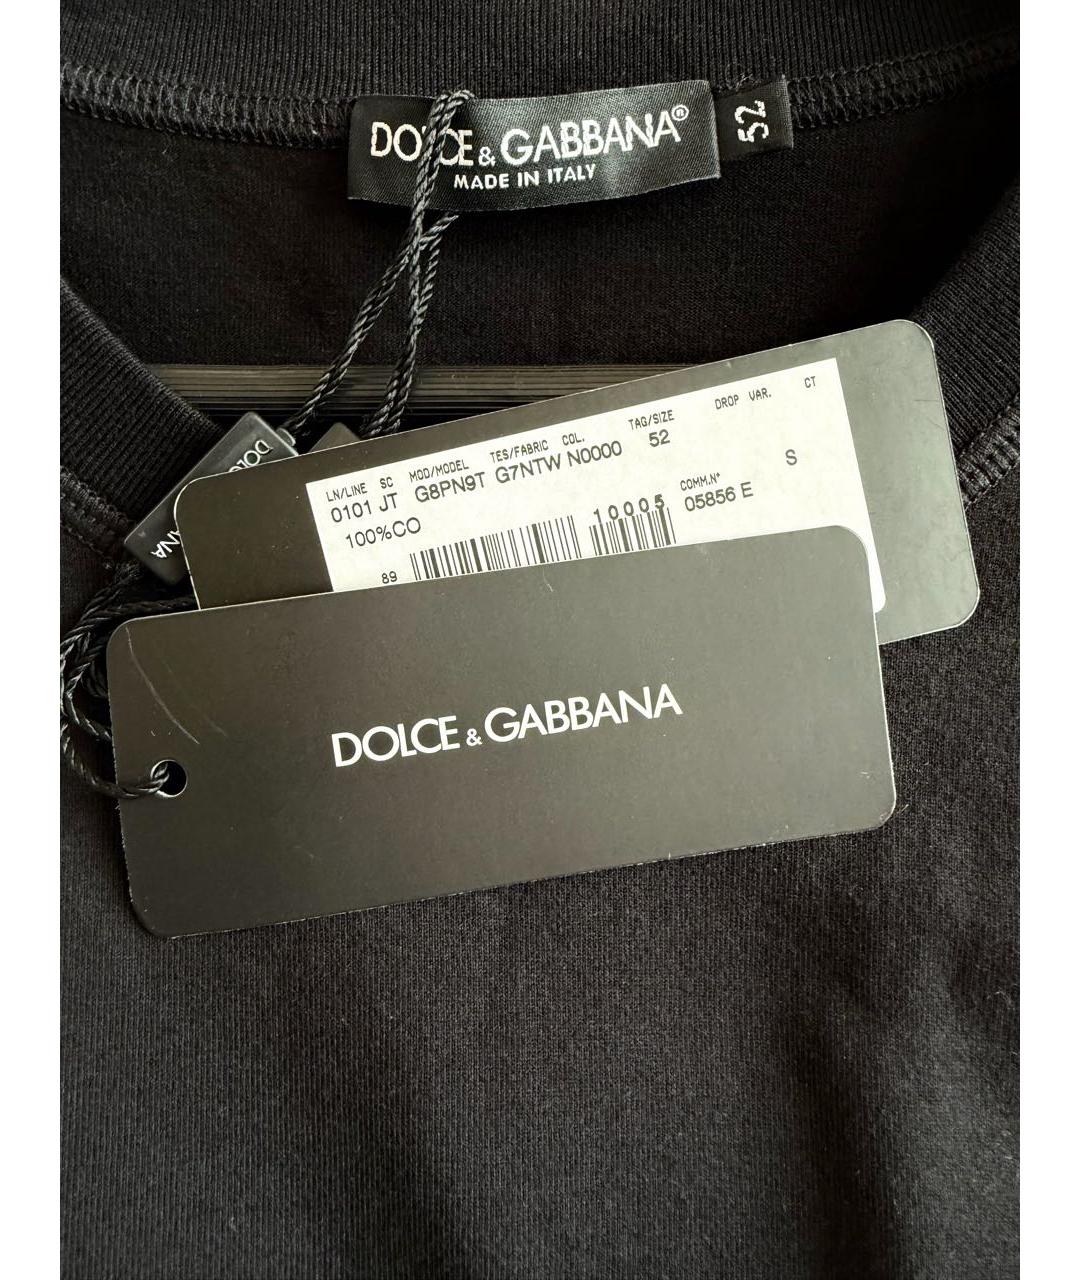 DOLCE & GABBANA®
MADE IN ITALY
52
LN/LINE SC MOD/MODEL TES/FABRIC COL. TAG/SIZE DROP VAR. CT
0101 JT G8PN9T G7NTW N0000 52
100%CO
10005
COMM.N°
05856 E
S
89
DOLCE & GABBANA